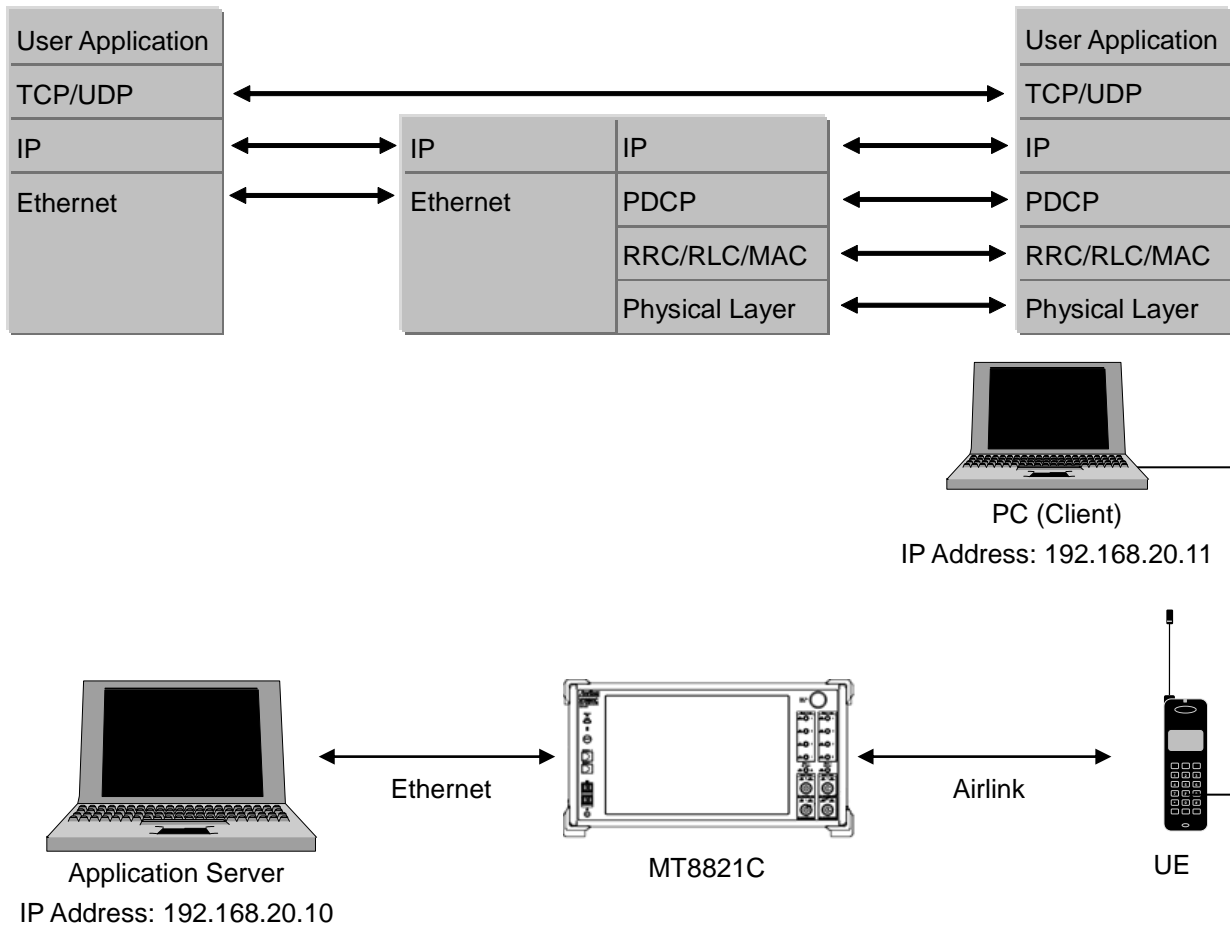 User Application
TCP/UDP
IP
Ethernet
IP
Ethernet
IP
PDCP
RRC/RLC/MAC
Physical Layer
User Application
TCP/UDP
IP
PDCP
RRC/RLC/MAC
Physical Layer
PC (Client)
IP Address: 192.168.20.11
Ethernet
Airlink
Application Server
IP Address: 192.168.20.10
MT8821C
UE